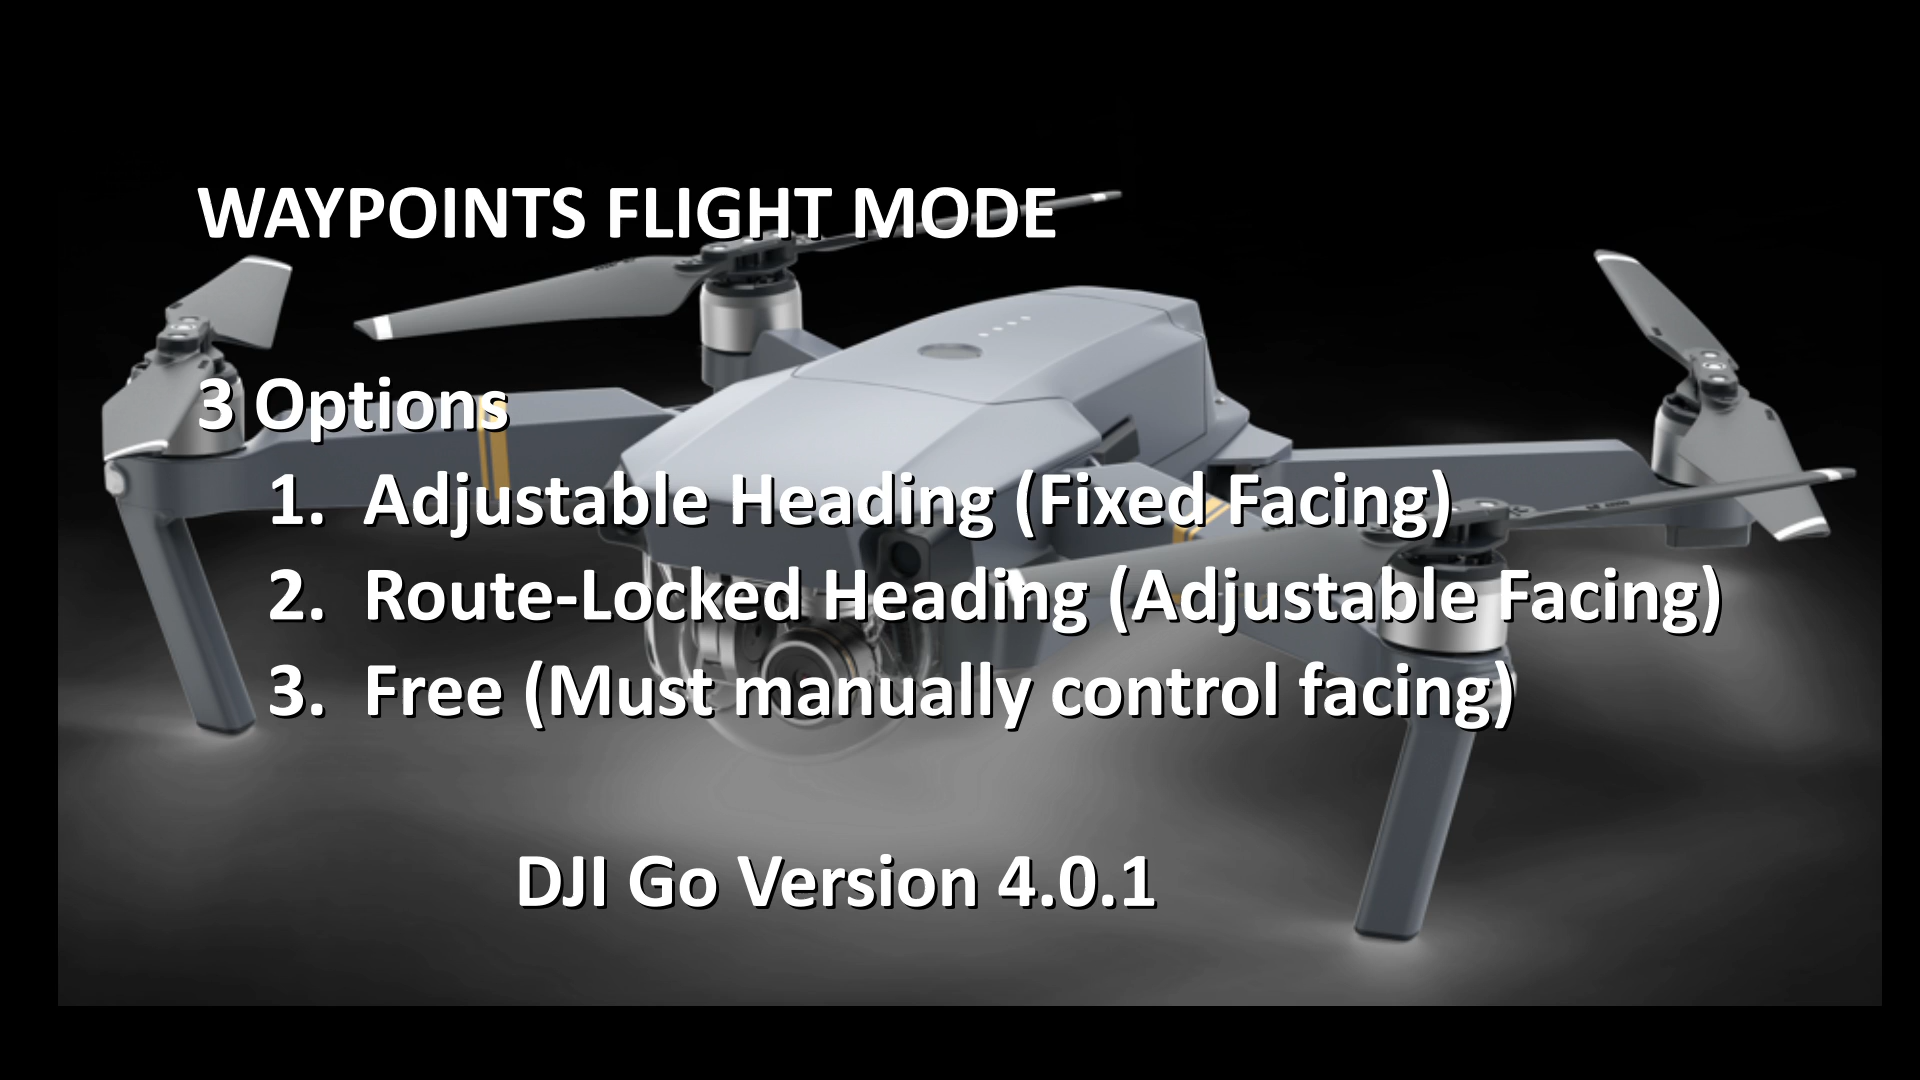 WAYPOINTS FLIGHT MODE
3 Options
1. Adjustable Heading (Fixed Facing)
2. Route-Locked Heading (Adjustable Facing)
3. Free (Must manually control facing)
DJI Go Version 4.0.1